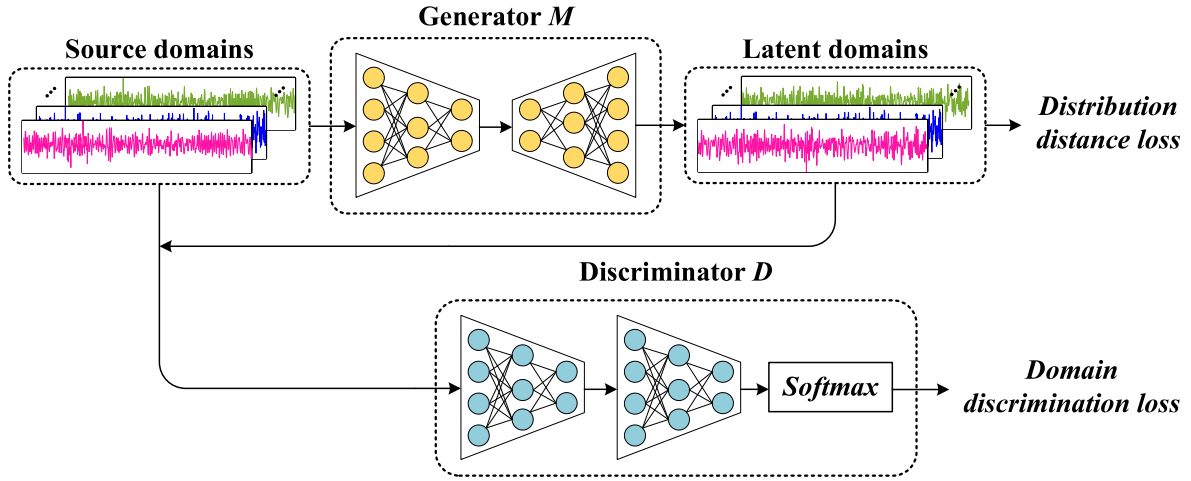 Generator M
Source domains
Latent domains
Distribution
distance loss
Discriminator D
Softmax
Domain
discrimination loss